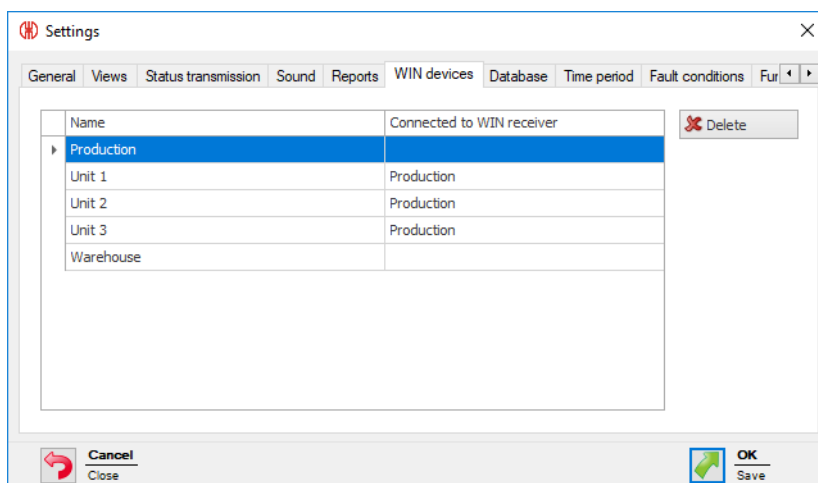 Settings
General Views Status transmission Sound Reports WIN devices Database Time period Fault conditions Fur
Name Connected to WIN receiver
Delete
Production
Unit 1 Production
Unit 2 Production
Unit 3 Production
Warehouse
Cancel
Close
OK
Save